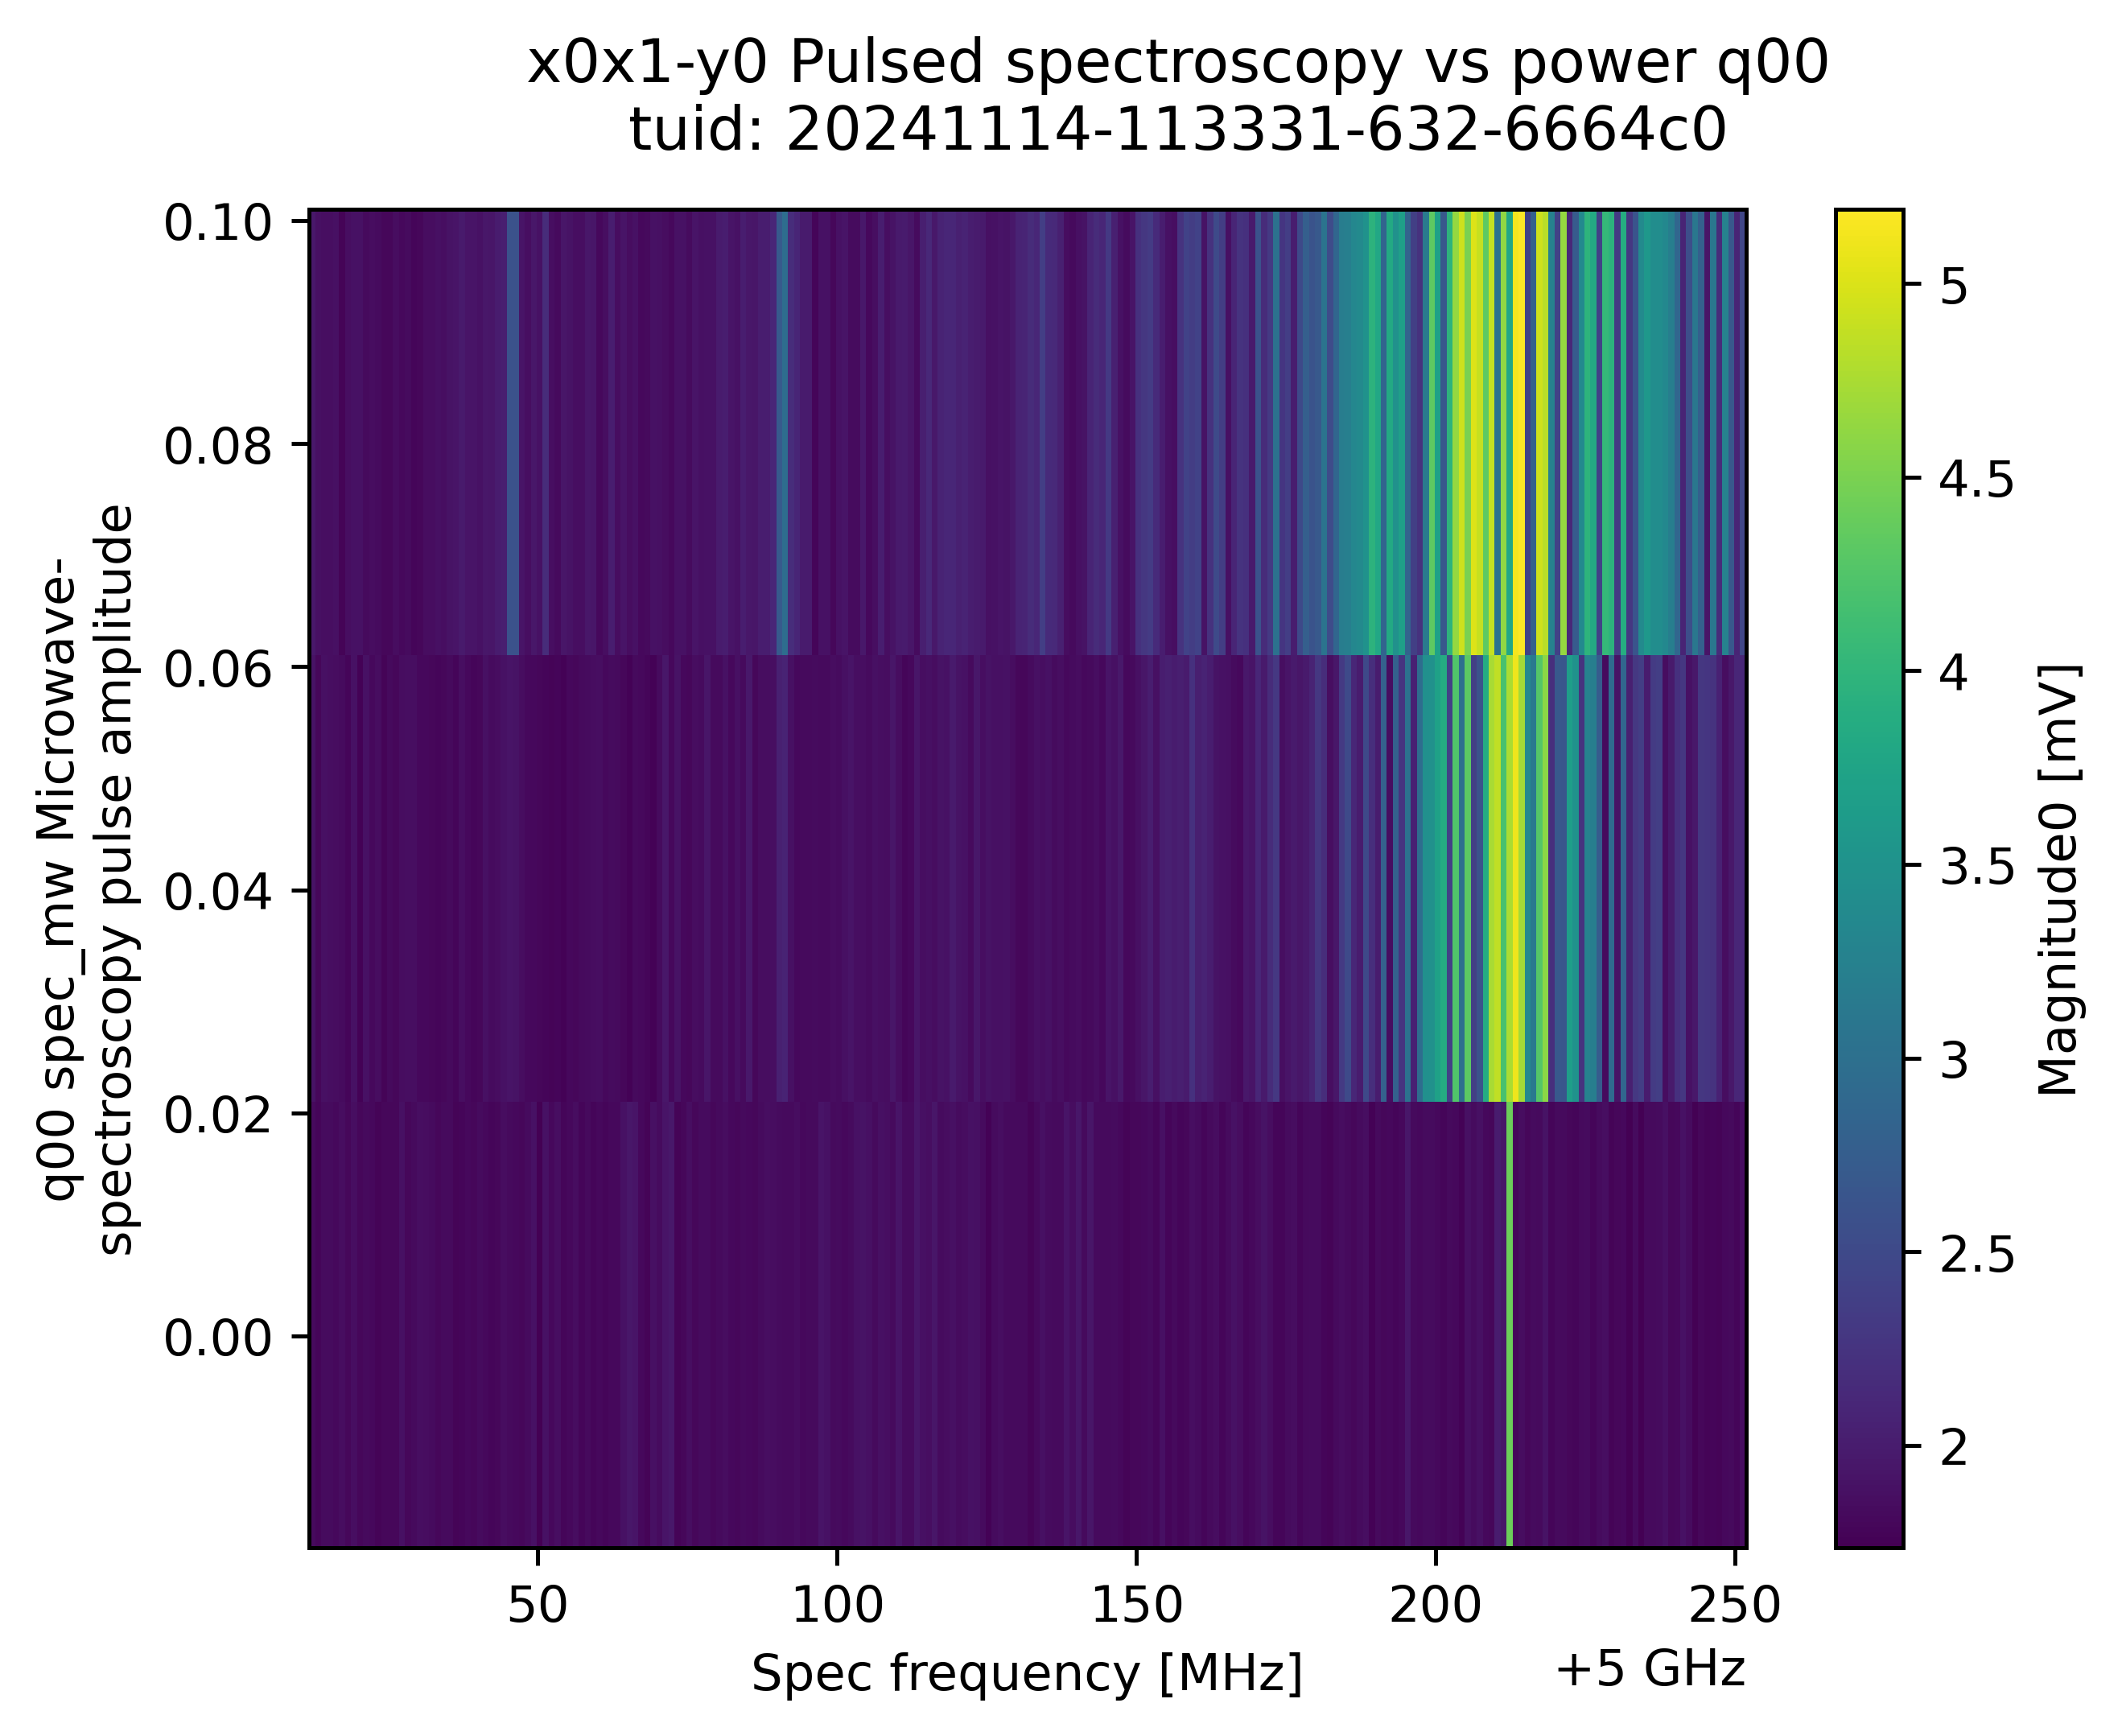 x0x1-y0 Pulsed spectroscopy vs power q00
tuid: 20241114-113331-632-6664c0
q00 spec_mw Microwave-
spectroscopy pulse amplitude
0.10
0.08
0.06
0.04
0.02
0.00
50
100
150
200
250
Spec frequency [MHz]
+5 GHz
5
4.5
4
3.5
3
2.5
2
Magnitude0 [mV]